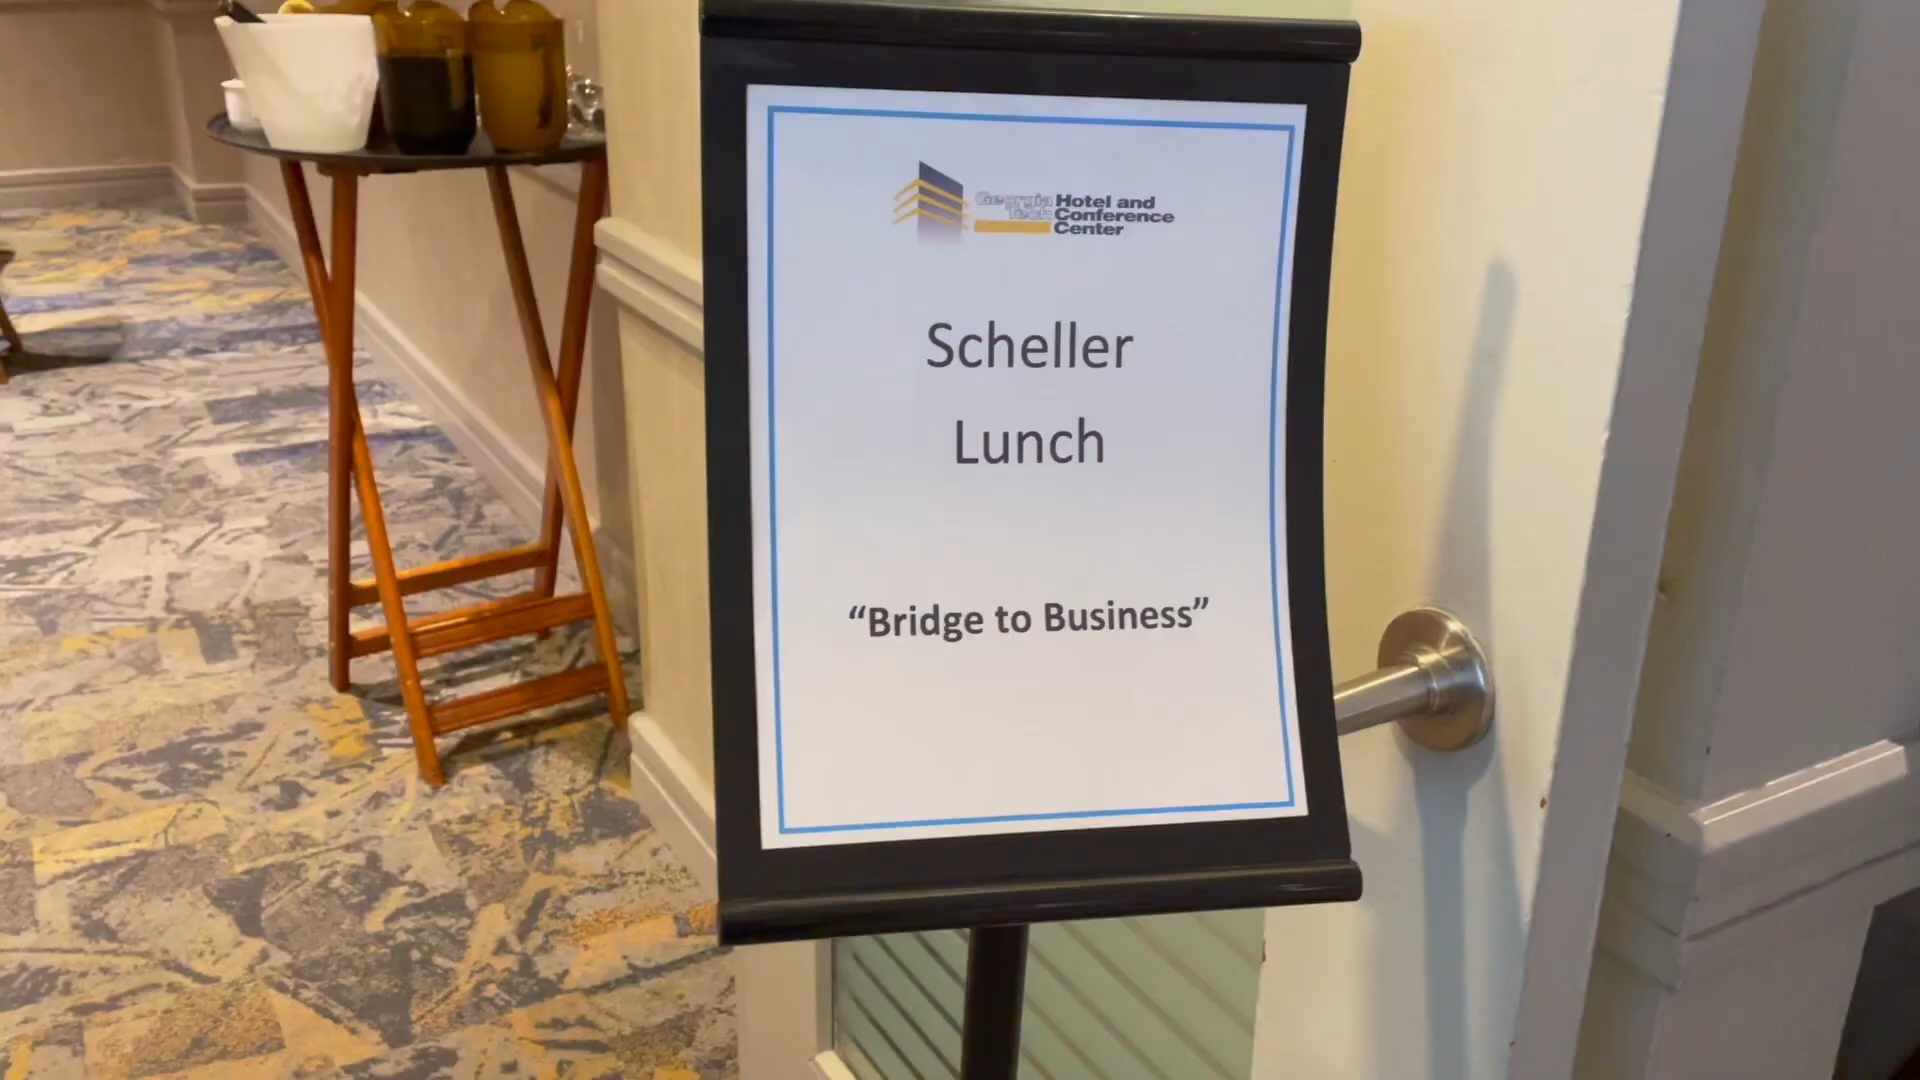 Georgia Hotel and
Tech Conference
Center
Scheller
Lunch
“Bridge to Business”